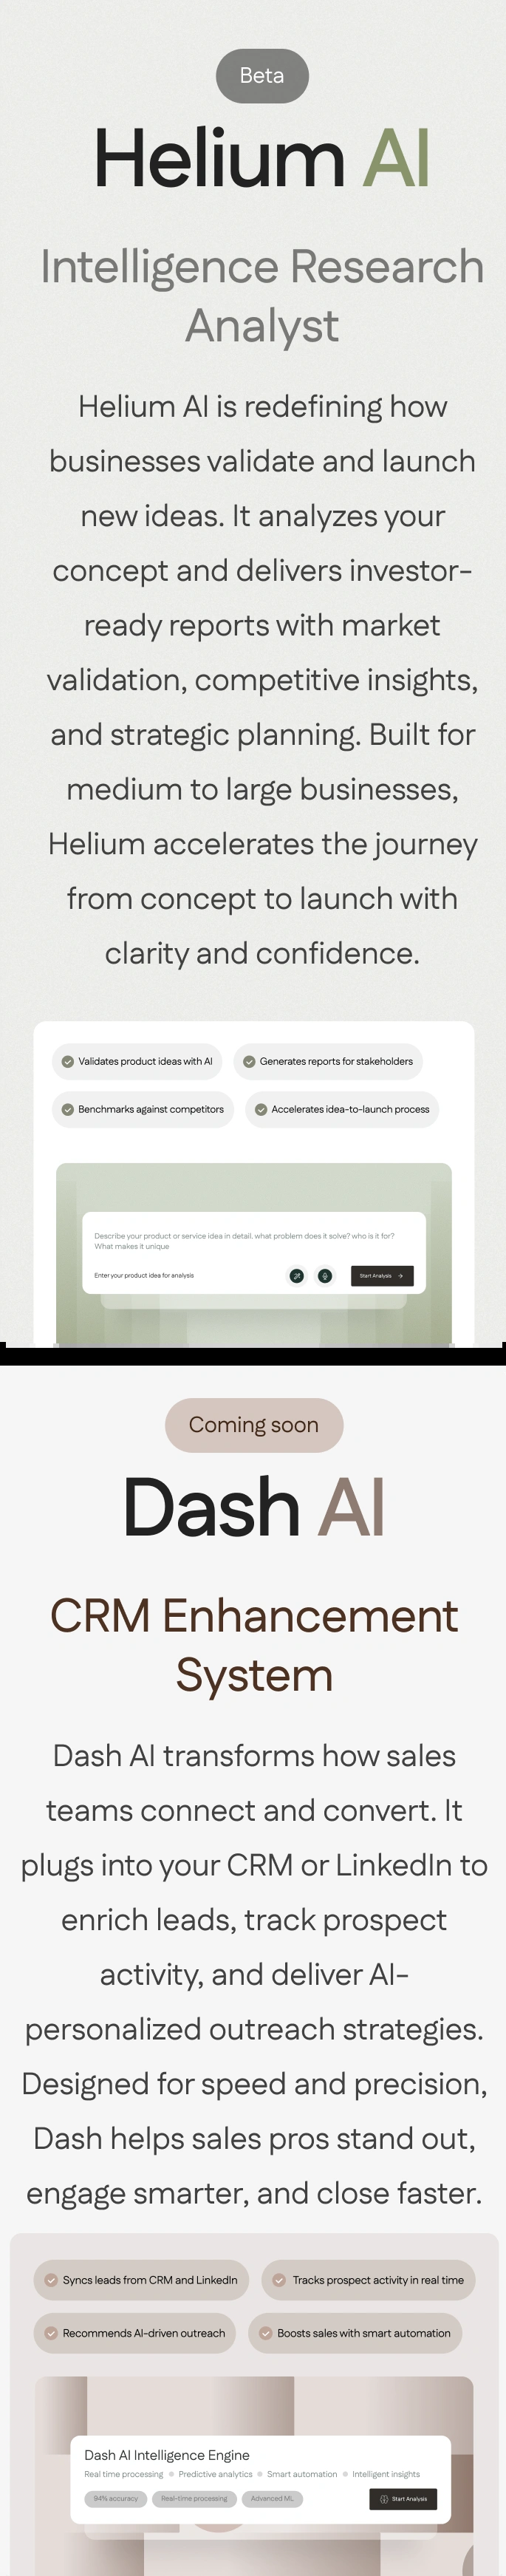 Beta
Helium AI
Intelligence Research
Analyst
Helium AI is redefining how
businesses validate and launch
new ideas. It analyzes your
concept and delivers investor-
ready reports with market
validation, competitive insights,
and strategic planning. Built for
medium to large businesses,
Helium accelerates the journey
from concept to launch with
clarity and confidence.
Validates product ideas with AI
Generates reports for stakeholders
Benchmarks against competitors
Accelerates idea-to-launch process
Describe your product or service idea in detail. what problem does it solve? who is it for?
What makes it unique
Enter your product idea for analysis
Start Analysis
Coming soon
Dash AI
CRM Enhancement
System
Dash AI transforms how sales
teams connect and convert. It
plugs into your CRM or LinkedIn to
enrich leads, track prospect
activity, and deliver AI-
personalized outreach strategies.
Designed for speed and precision,
Dash helps sales pros stand out,
engage smarter, and close faster.
Syncs leads from CRM and LinkedIn
Tracks prospect activity in real time
Recommends AI-driven outreach
Boosts sales with smart automation
Dash AI Intelligence Engine
Real time processing
Predictive analytics
Smart automation
Intelligent insights
94% accuracy
Real-time processing
Advanced ML
Start Analysis